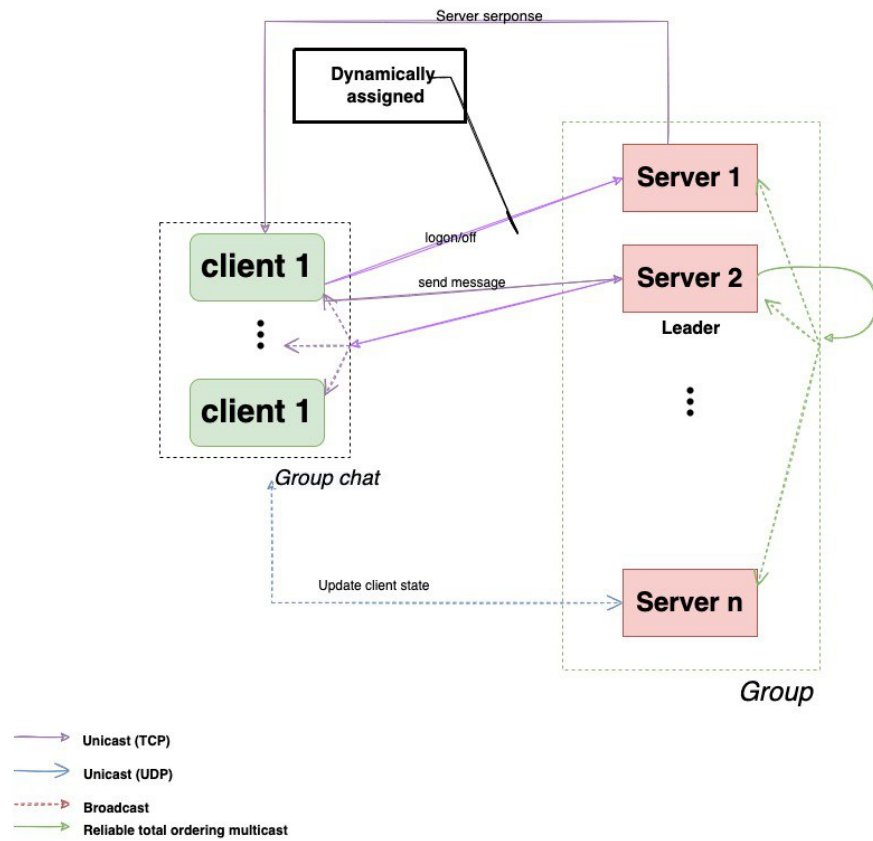 Server serponse
Dynamically
assigned
Server 1
logon/off
client 1
send message
Server 2
Leader
client 1
Group chat
Update client state
Server n
Group
Unicast (TCP)
Unicast (UDP)
Broadcast
Reliable total ordering multicast